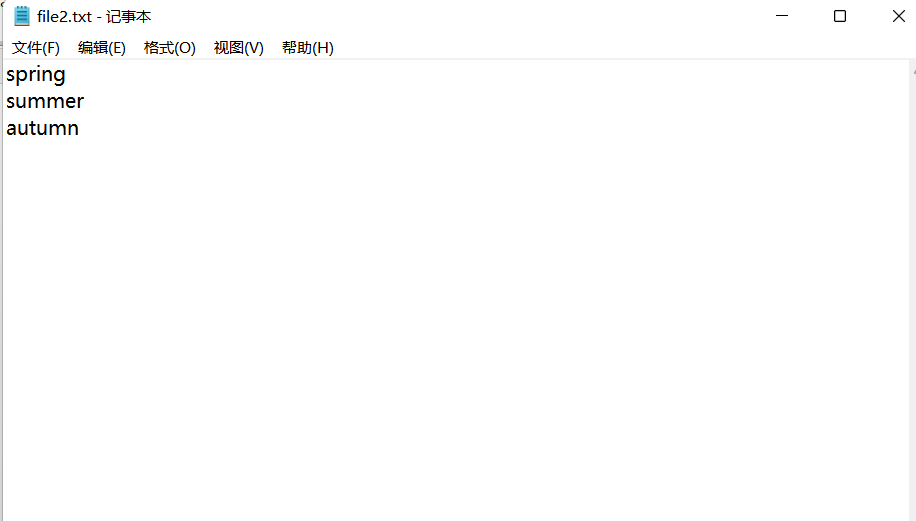 file2.txt - 记事本
文件(F) 编辑(E) 格式(O) 视图(V) 帮助(H)
spring
summer
autumn